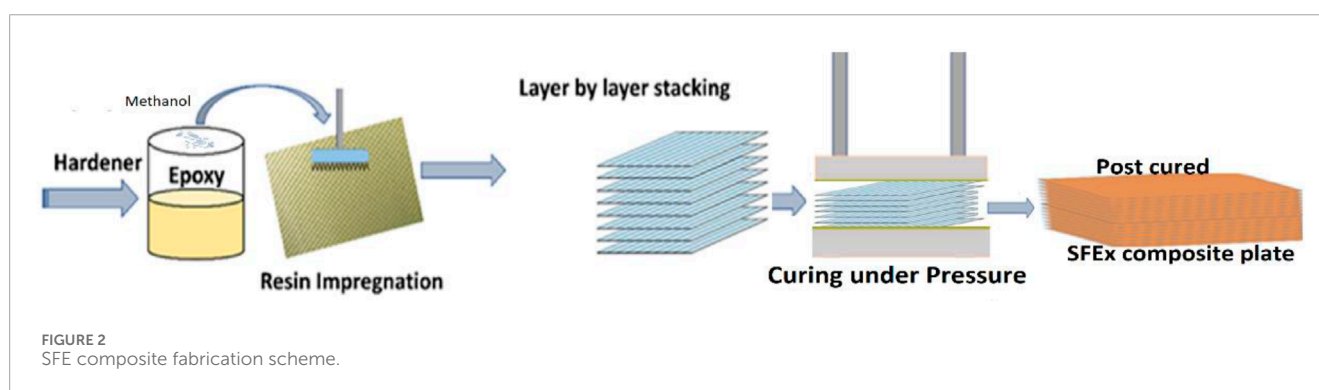 Methanol
Hardener
Epoxy
Resin Impregnation
Layer by layer stacking
Curing under Pressure
Post cured
SFEx composite plate
FIGURE 2
SFE composite fabrication scheme.